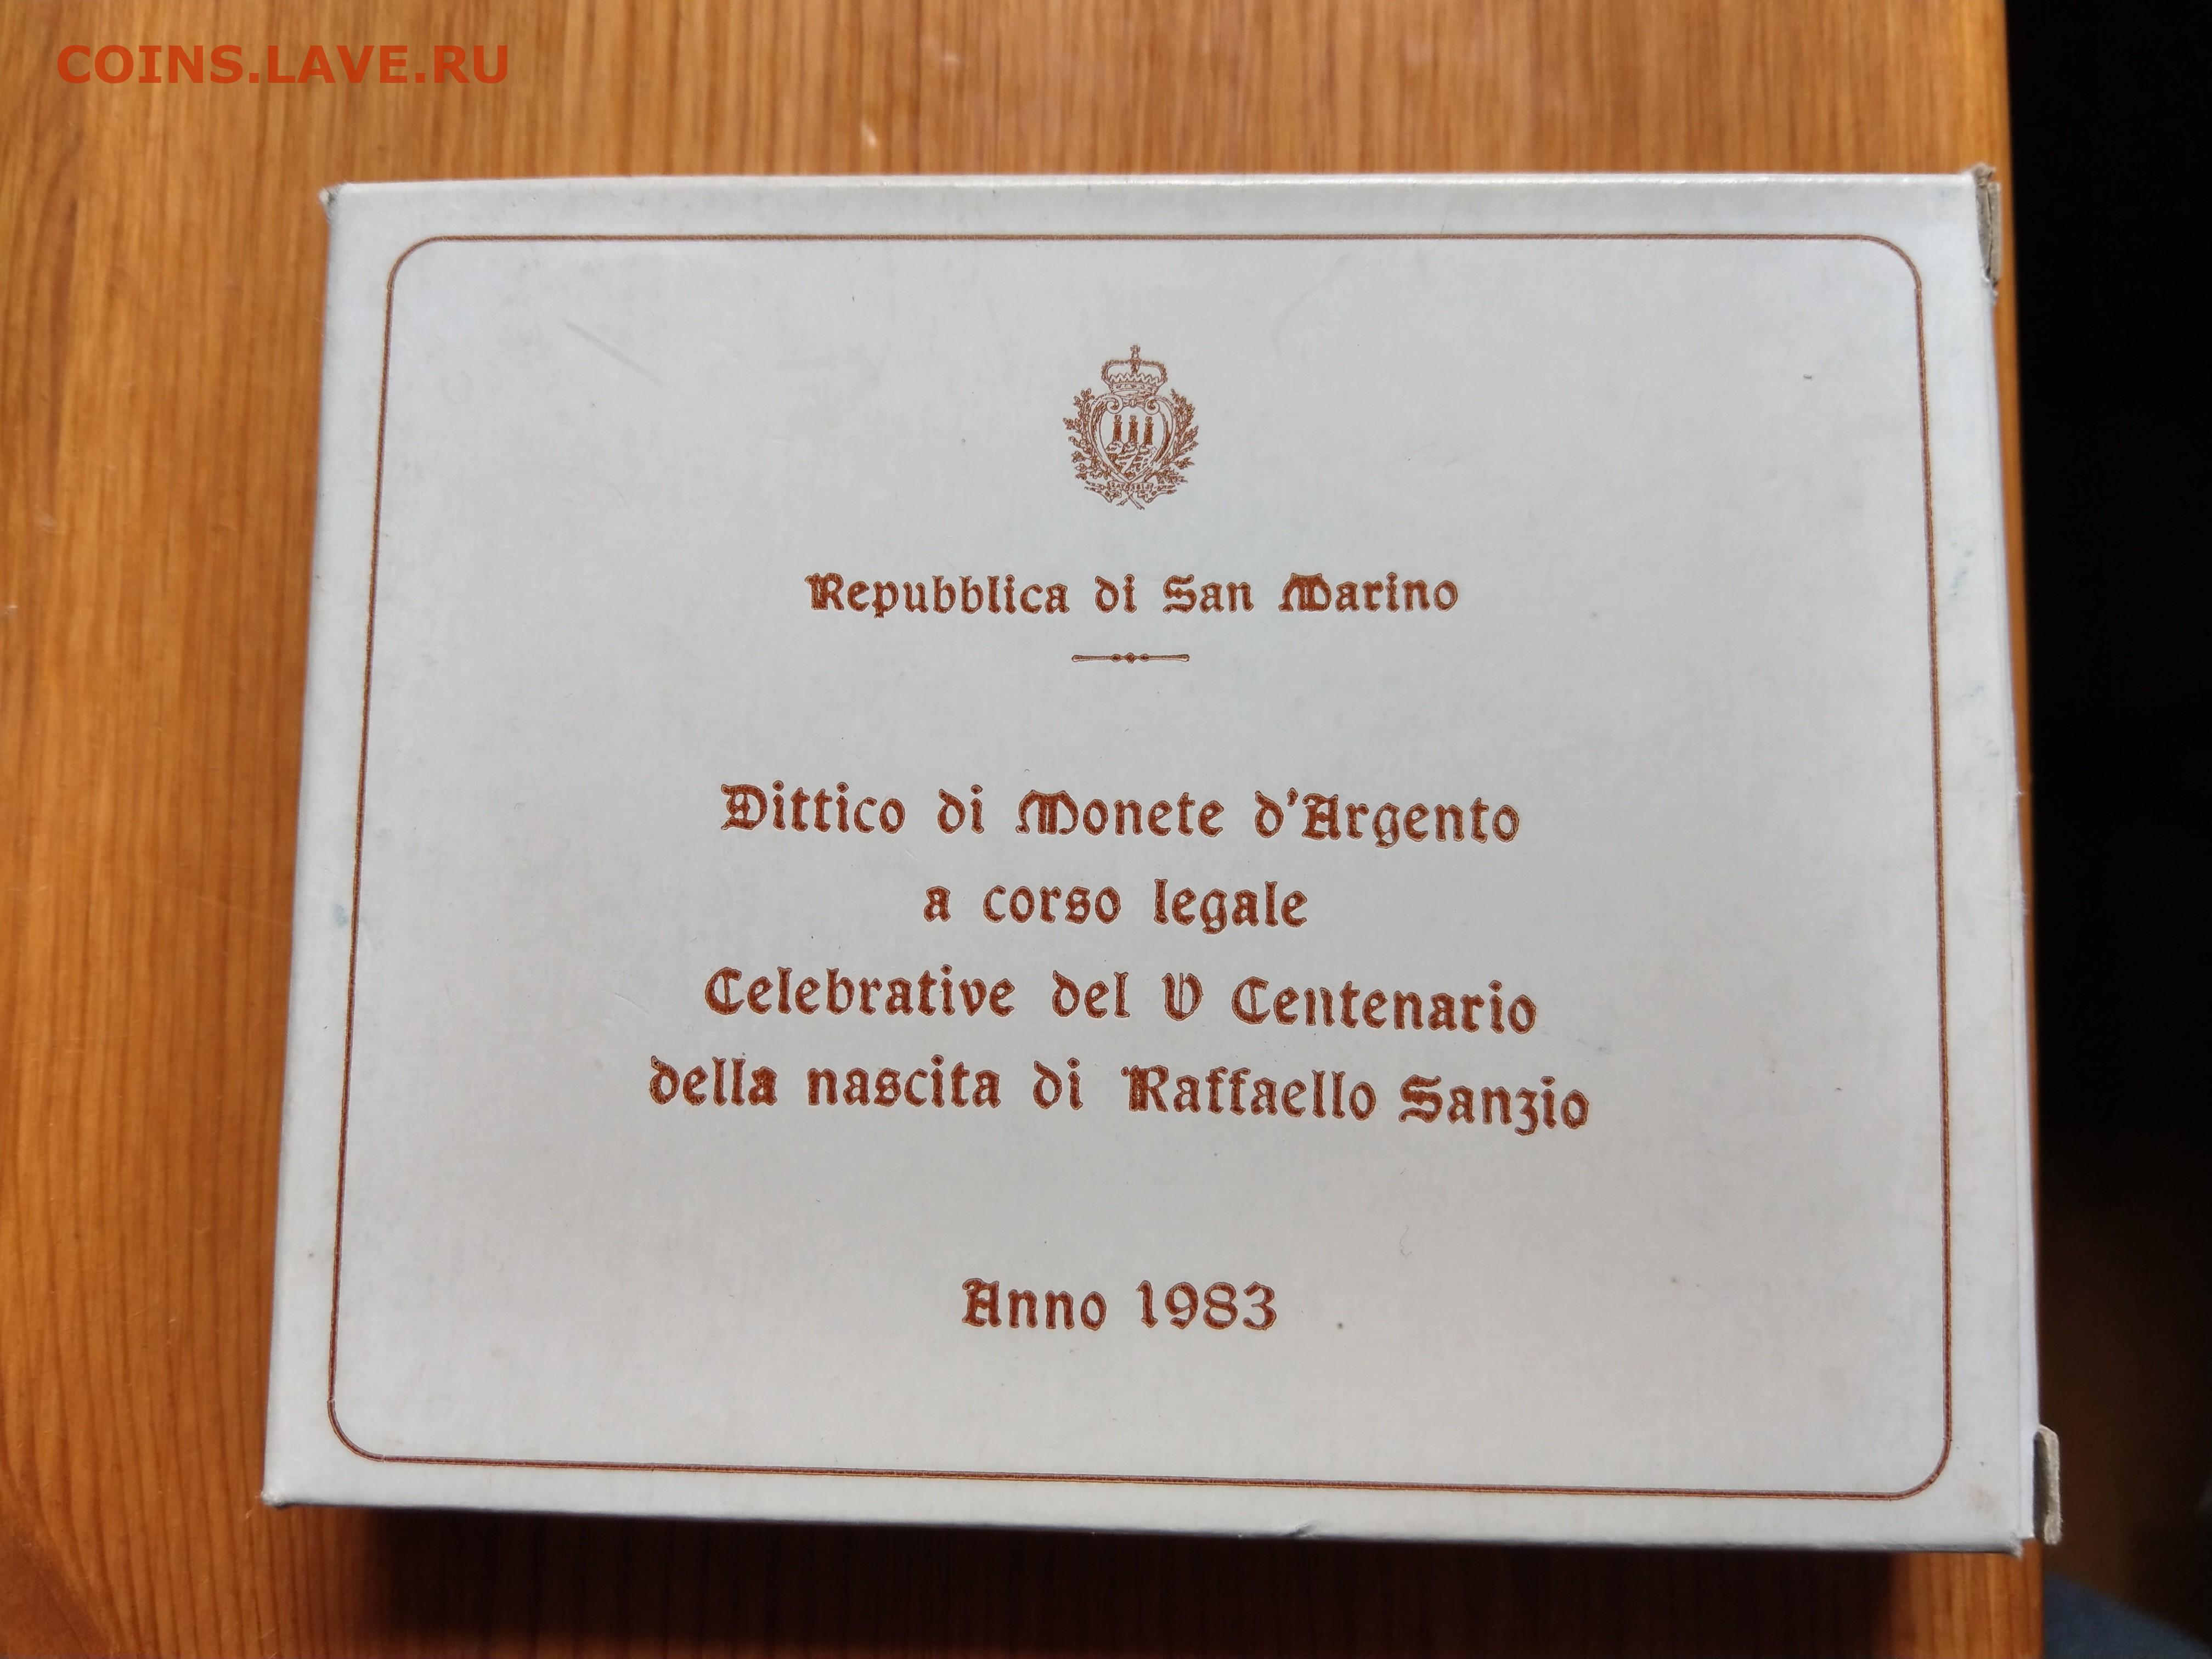 COINS.LAVE.RU
Repubblica di San Marino
Dittico di Monete d'Argento
a corso legale
Celebrative del V Centenario
della nascita di Raffaello Sanzio
Anno 1983